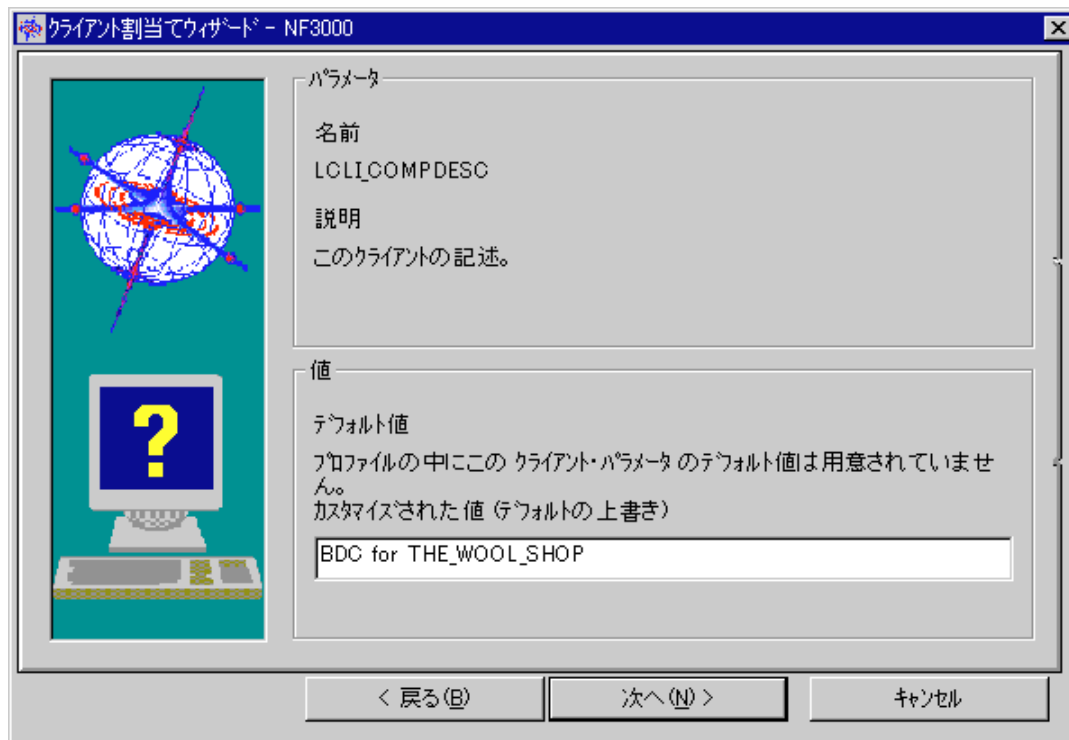 ｸﾗｲｱﾝﾄ割当てｳｨｻﾞｰﾄﾞ - NF3000
ﾊﾟﾗﾒｰﾀ
名前
LCLI_COMPDESC
説明
このｸﾗｲｱﾝﾄの記述。
値
ﾃﾞﾌｫﾙﾄ値
ﾌﾟﾛﾌｧｲﾙの中にこの ｸﾗｲｱﾝﾄ･ﾊﾟﾗﾒｰﾀ のﾃﾞﾌｫﾙﾄ値は用意されていませ
ん。
ｶｽﾀﾏｲｽﾞされた値 (ﾃﾞﾌｫﾙﾄの上書き)
BDC for THE_WOOL_SHOP
?
< 戻る(B)
次へ(N) >
ｷｬﾝｾﾙ